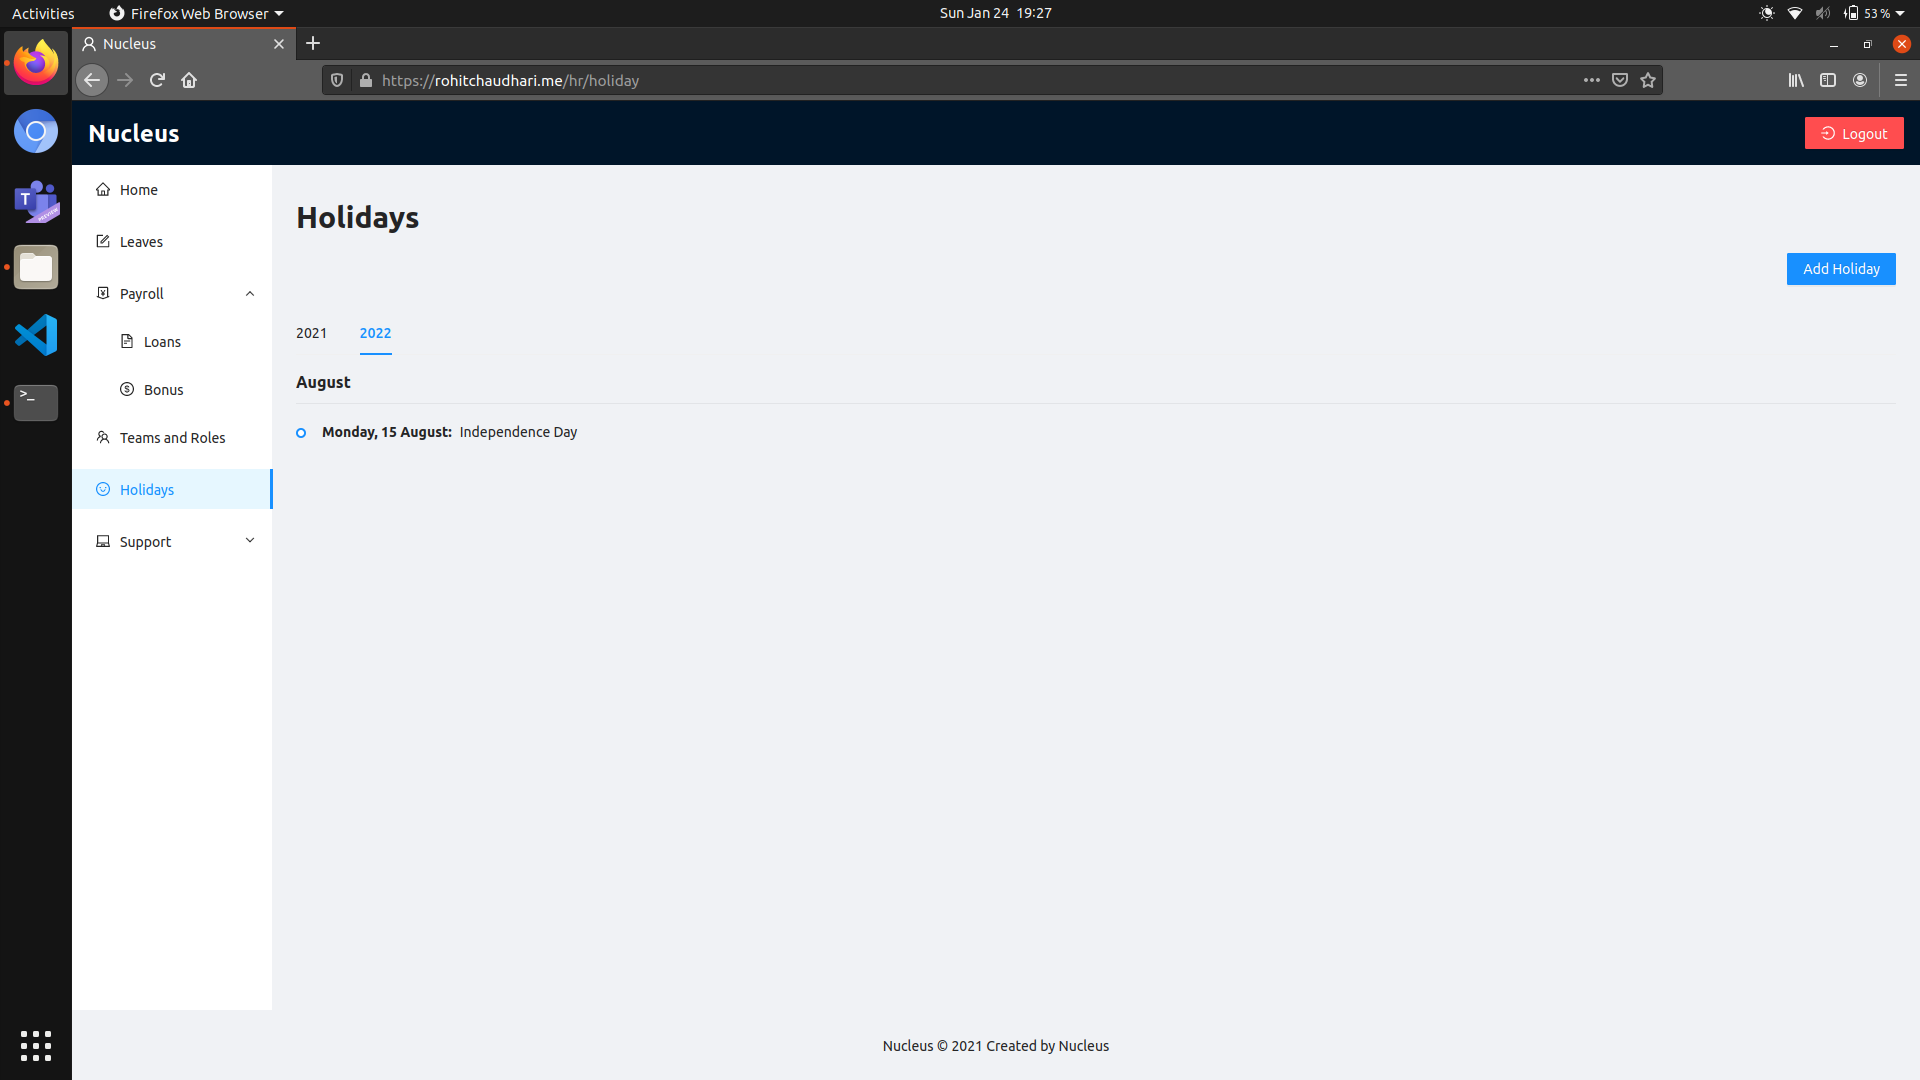 Activities
Firefox Web Browser
Sun Jan 24 19:27
53 %
Nucleus
https://rohitchaudhari.me/hr/holiday
Nucleus
Logout
Home
Leaves
Payroll
Loans
Bonus
Teams and Roles
Holidays
Support
Holidays
Add Holiday
2021 2022
August
Monday, 15 August: Independence Day
Nucleus © 2021 Created by Nucleus